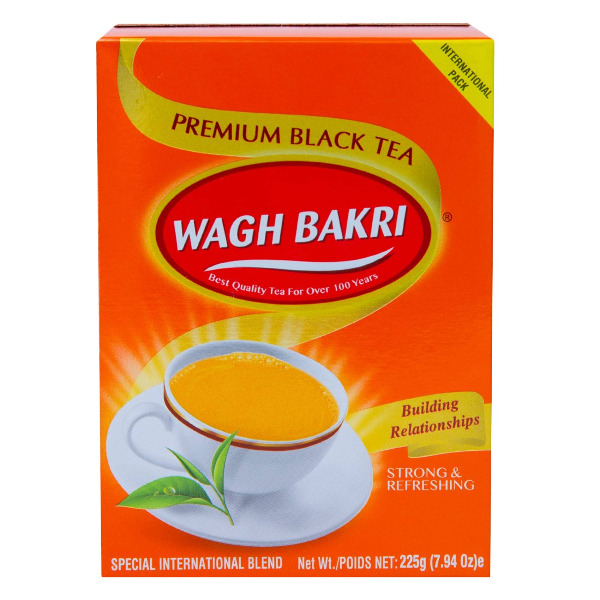 INTERNATIONAL
PACK
PREMIUM BLACK TEA
WAGH BAKRI®
Best Quality Tea For Over 100 Years
Building
Relationships
STRONG &
REFRESHING
SPECIAL INTERNATIONAL BLEND Net Wt./POIDS NET: 225g (7.94 Oz)e